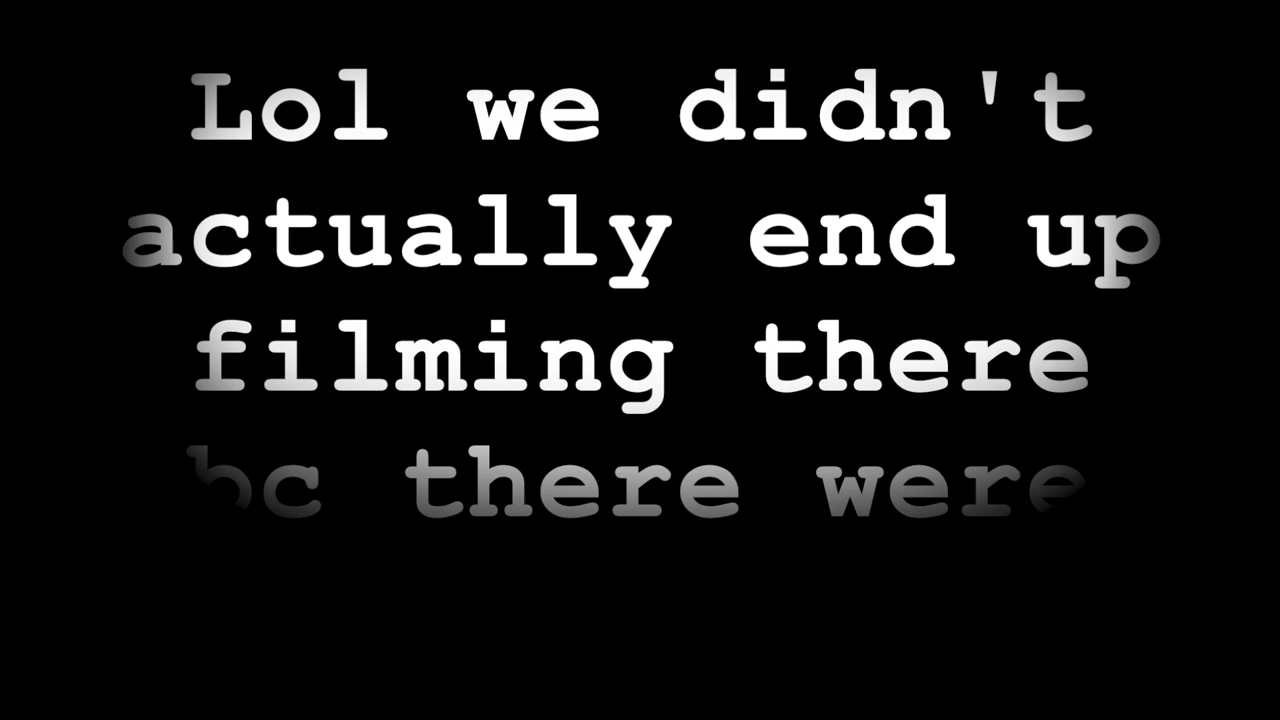 Lol we didn't
actually end up
filming there
bc there were